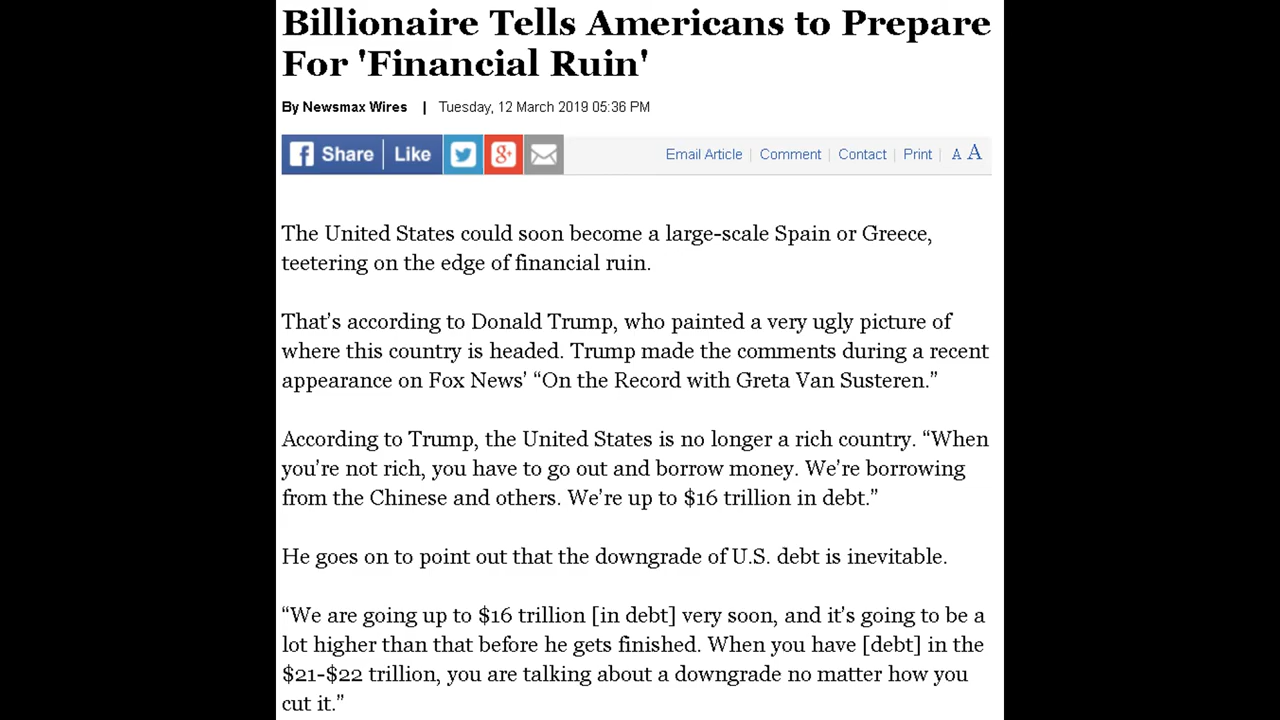 Billionaire Tells Americans to Prepare
For 'Financial Ruin'
By Newsmax Wires | Tuesday, 12 March 2019 05:36 PM
Share Like Email Article | Comment | Contact | Print | A A
The United States could soon become a large-scale Spain or Greece,
teetering on the edge of financial ruin.
That's according to Donald Trump, who painted a very ugly picture of
where this country is headed. Trump made the comments during a recent
appearance on Fox News' “On the Record with Greta Van Susteren.”
According to Trump, the United States is no longer a rich country. “When
you're not rich, you have to go out and borrow money. We're borrowing
from the Chinese and others. We're up to $16 trillion in debt.”
He goes on to point out that the downgrade of U.S. debt is inevitable.
“We are going up to $16 trillion [in debt] very soon, and it's going to be a
lot higher than that before he gets finished. When you have [debt] in the
$21-$22 trillion, you are talking about a downgrade no matter how you
cut it.”